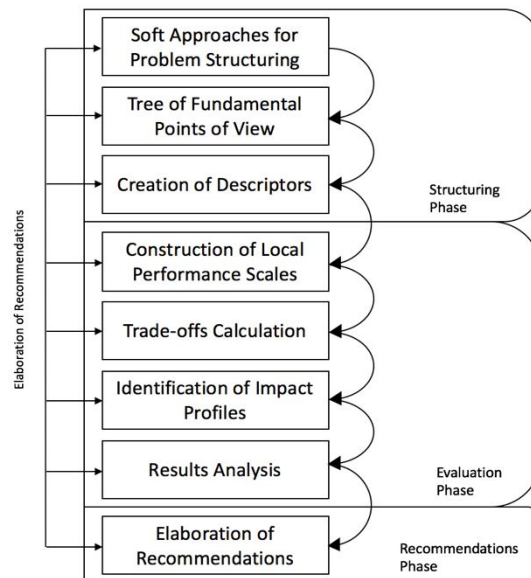 Soft Approaches for
Problem Structuring
Tree of Fundamental
Points of View
Creation of Descriptors
Structuring
Phase
Construction of Local
Performance Scales
Trade-offs Calculation
Identification of Impact
Profiles
Results Analysis
Evaluation
Phase
Elaboration of
Recommendations
Recommendations
Phase
Elaboration of Recommendations